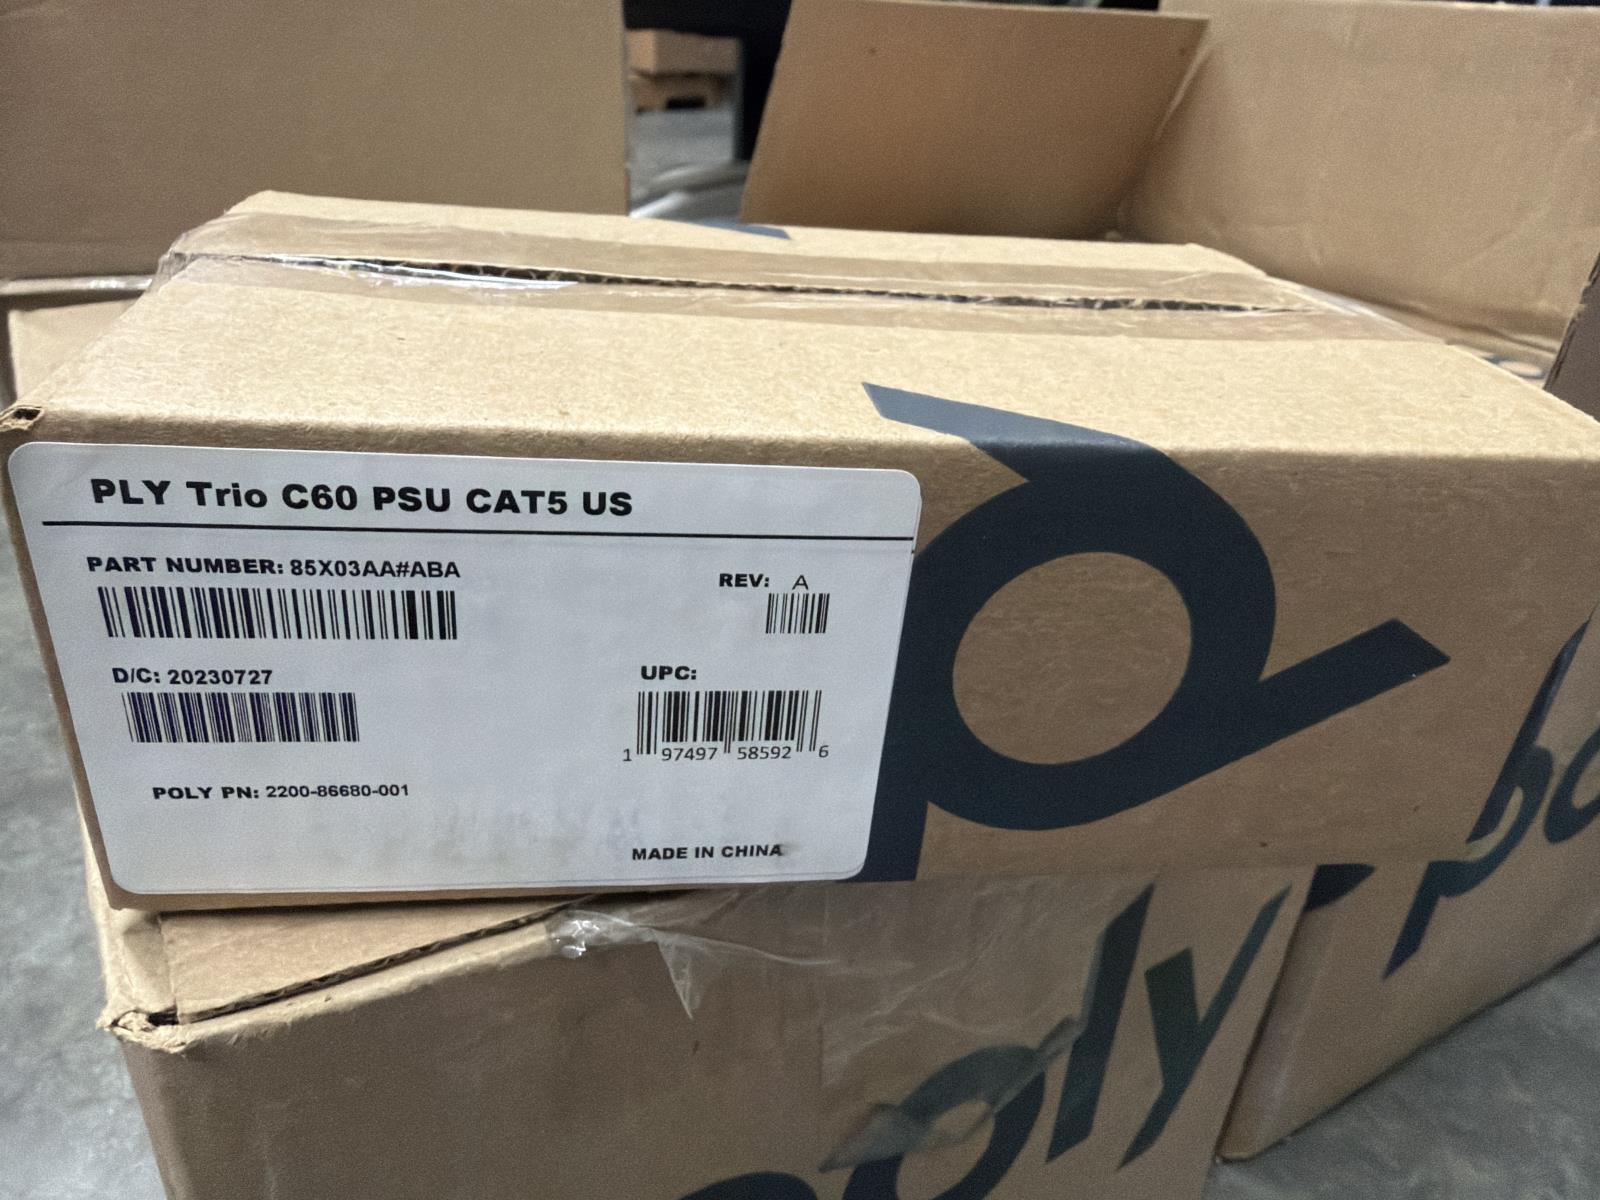 PLY Trio C60 PSU CAT5 US
PART NUMBER: 85X03AA#ABA
REV: A
D/C: 20230727
UPC:
1 97497 58592 6
POLY PN: 2200-86680-001
MADE IN CHINA
poly